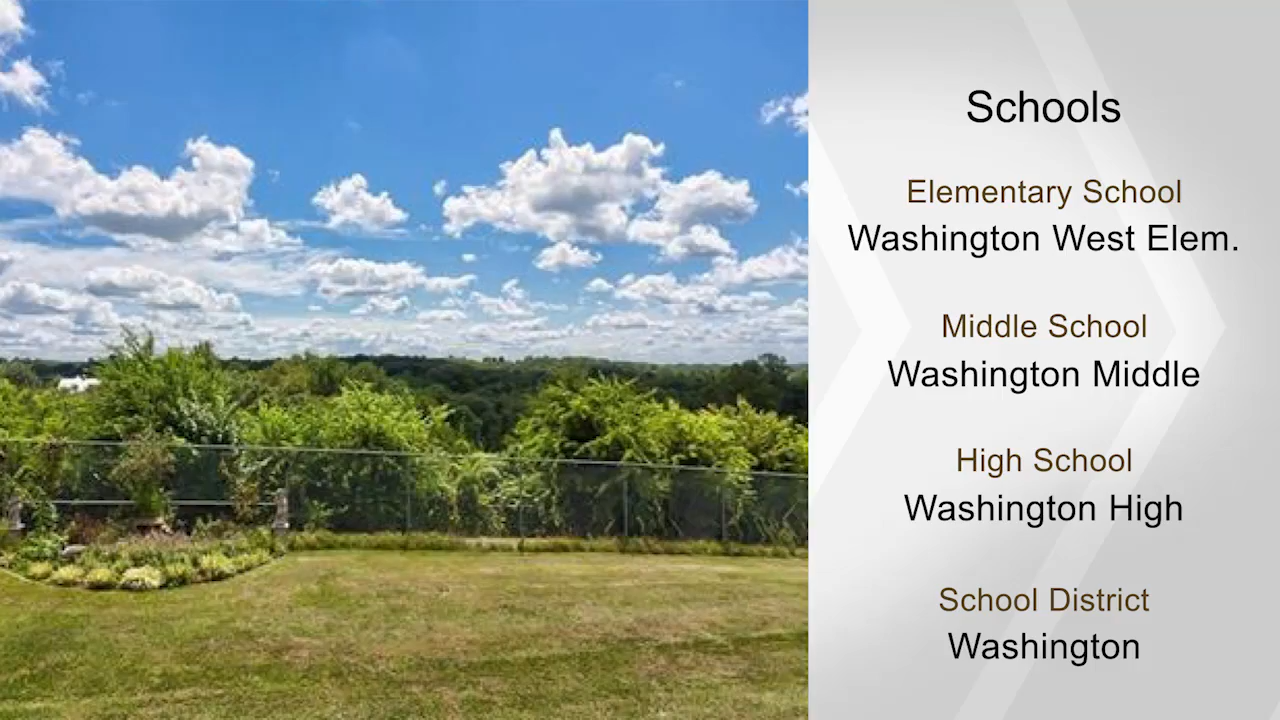 Schools
Elementary School
Washington West Elem.
Middle School
Washington Middle
High School
Washington High
School District
Washington